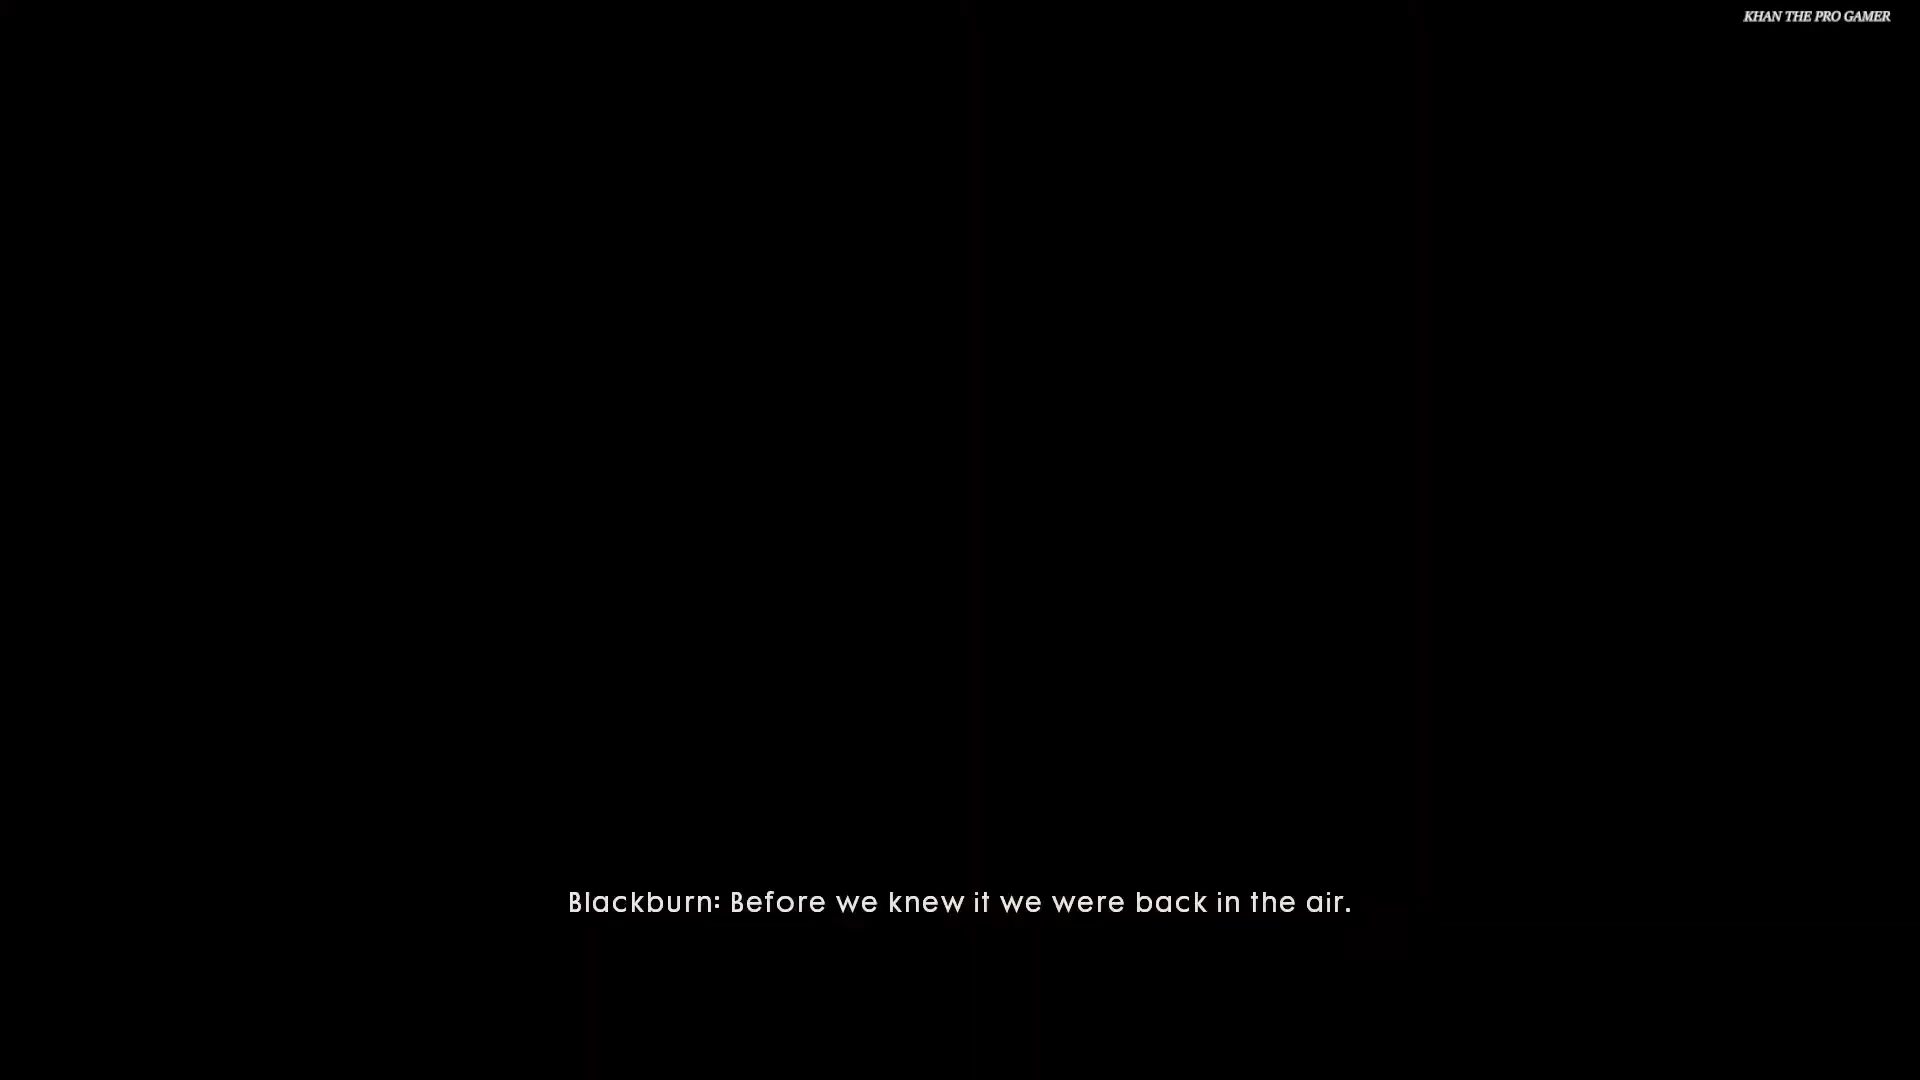 KHAN THE PRO GAMER
Blackburn: Before we knew it we were back in the air.